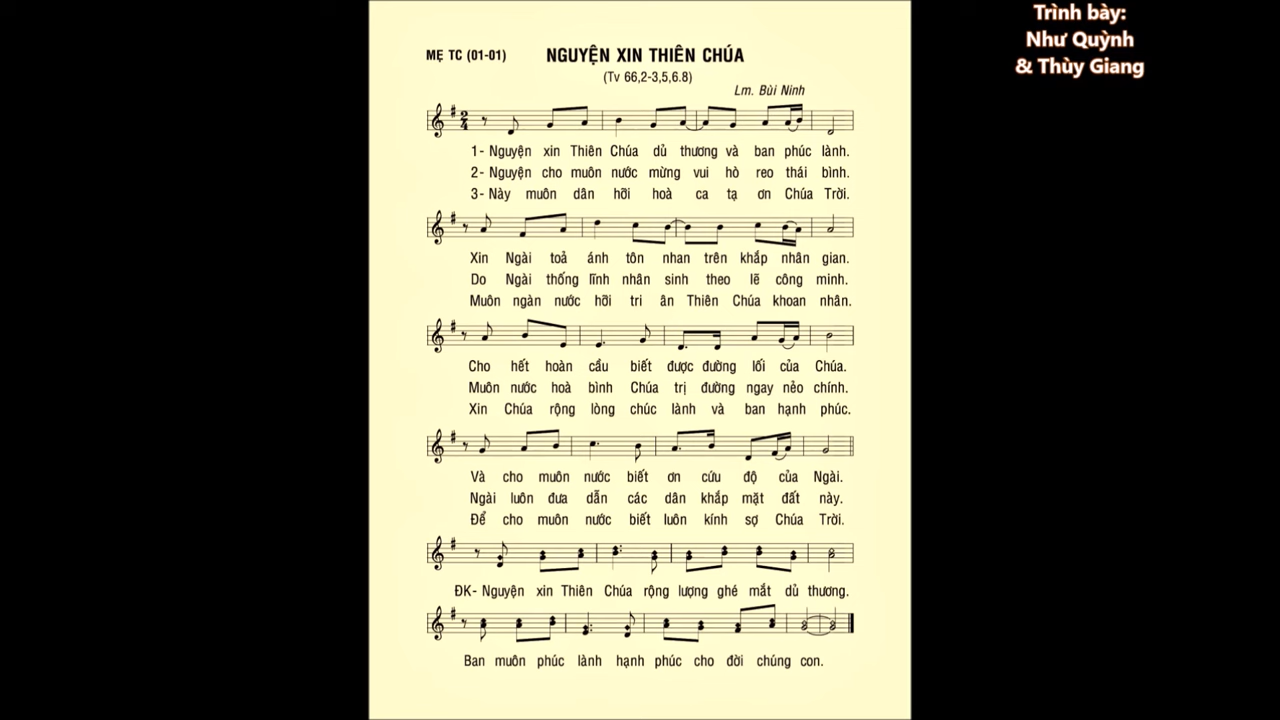 Trình bày:
Như Quỳnh
& Thùy Giang
MẸ TC (01-01)
NGUYỆN XIN THIÊN CHÚA
(Tv 66,2-3,5,6.8)
Lm. Bùi Ninh
2
4
1- Nguyện xin Thiên Chúa dủ thương và ban phúc lành.
2- Nguyện cho muôn nước mừng vui hò reo thái bình.
3- Này muôn dân hỡi hoà ca tạ ơn Chúa Trời.
Xin Ngài toả ánh tôn nhan trên khắp nhân gian.
Do Ngài thống lĩnh nhân sinh theo lẽ công minh.
Muôn ngàn nước hỡi tri ân Thiên Chúa khoan nhân.
Cho hết hoàn cầu biết được đường lối của Chúa.
Muôn nước hoà bình Chúa trị đường ngay nẻo chính.
Xin Chúa rộng lòng chúc lành và ban hạnh phúc.
Và cho muôn nước biết ơn cứu độ của Ngài.
Ngài luôn đưa dẫn các dân khắp mặt đất này.
Để cho muôn nước biết luôn kính sợ Chúa Trời.
ĐK- Nguyện xin Thiên Chúa rộng lượng ghé mắt dủ thương.
Ban muôn phúc lành hạnh phúc cho đời chúng con.